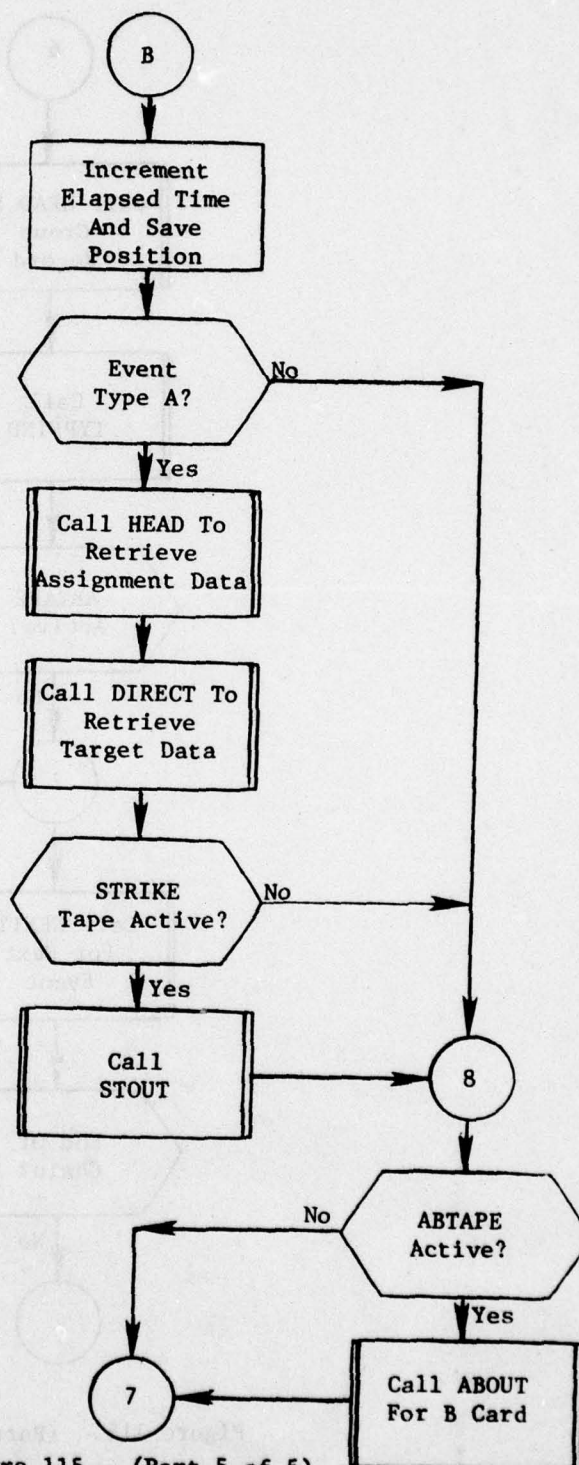 B
Increment
Elapsed Time
And Save
Position
Event
Type A?
No
Yes
Call HEAD To
Retrieve
Assignment Data
Call DIRECT To
Retrieve
Target Data
STRIKE
Tape Active?
No
Yes
Call
STOUT
8
ABTAPE
Active?
No
Yes
Call ABOUT
For B Card
7
115. (Part 5 of 5)